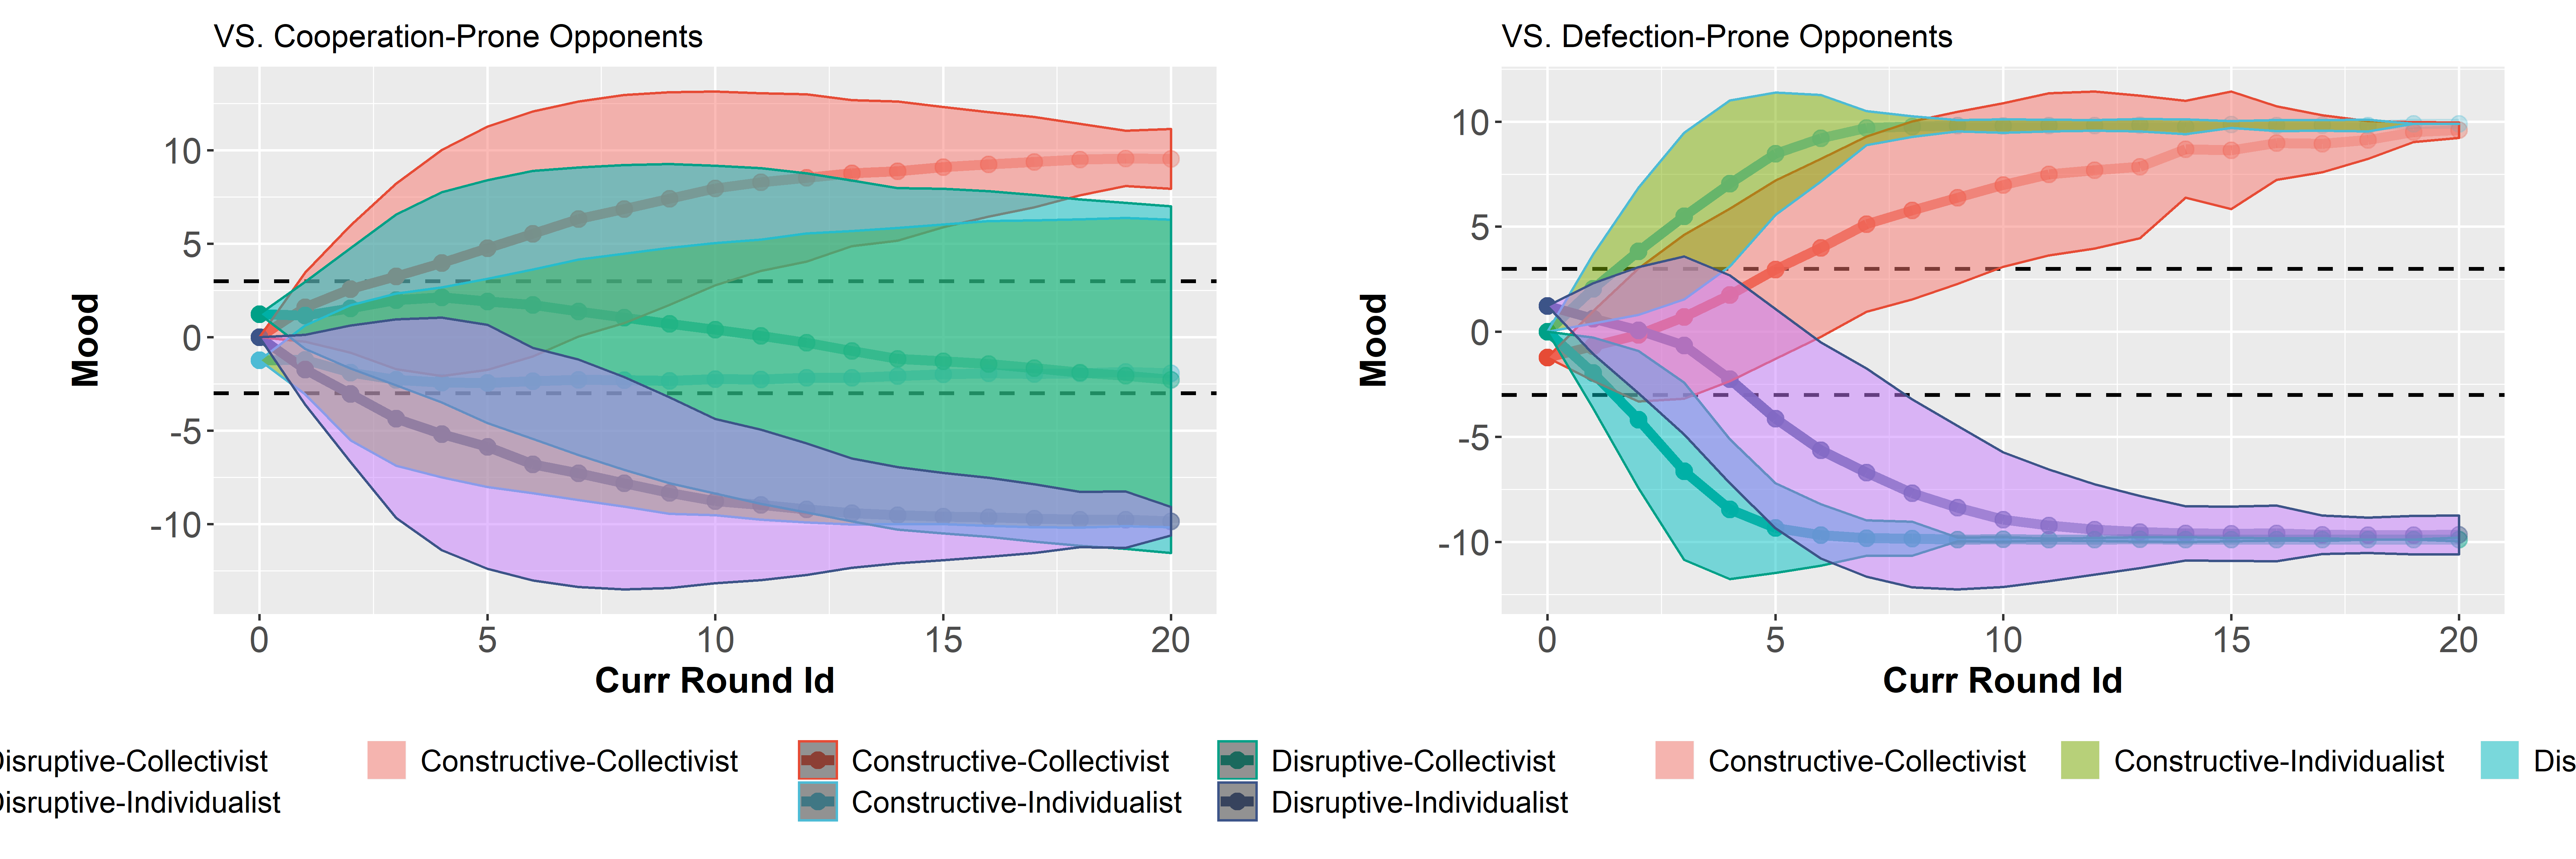 VS. Cooperation-Prone Opponents
10
5
0
-5
-10
Mood
0 5 10 15 20
Curr Round Id
VS. Defection-Prone Opponents
10
5
0
-5
-10
Mood
0 5 10 15 20
Curr Round Id
Disruptive-Collectivist Constructive-Collectivist Constructive-Collectivist Disruptive-Collectivist Constructive-Collectivist Constructive-Individualist Dis
Disruptive-Individualist Constructive-Individualist Disruptive-Individualist